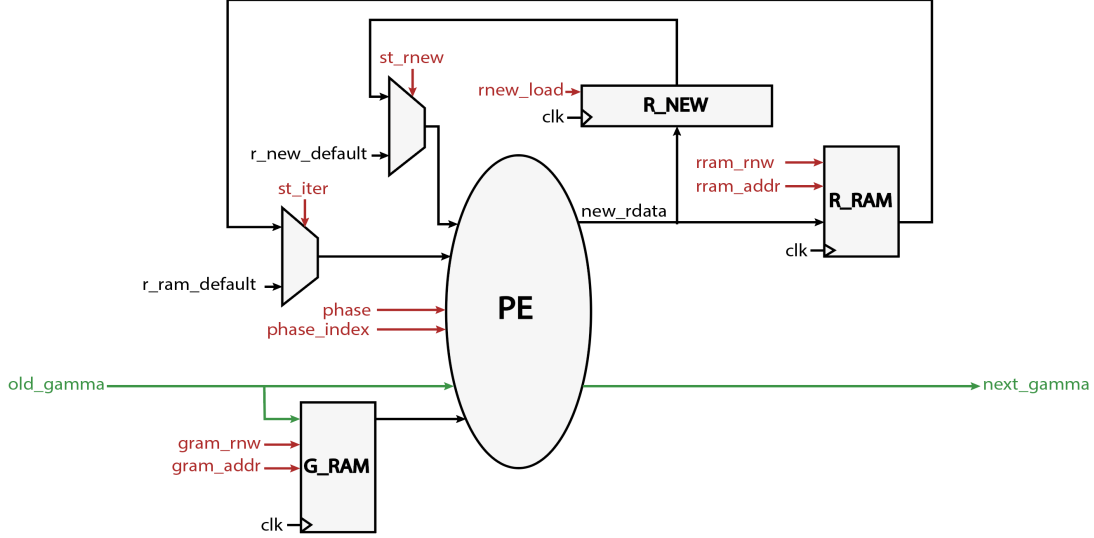 st_rnew
rnew_load
R_NEW
clk
r_new_default
rram_rnw
rram_addr
R_RAM
st_iter
new_rdata
clk
r_ram_default
PE
phase
phase_index
old_gamma
next_gamma
gram_rnw
gram_addr
G_RAM
clk